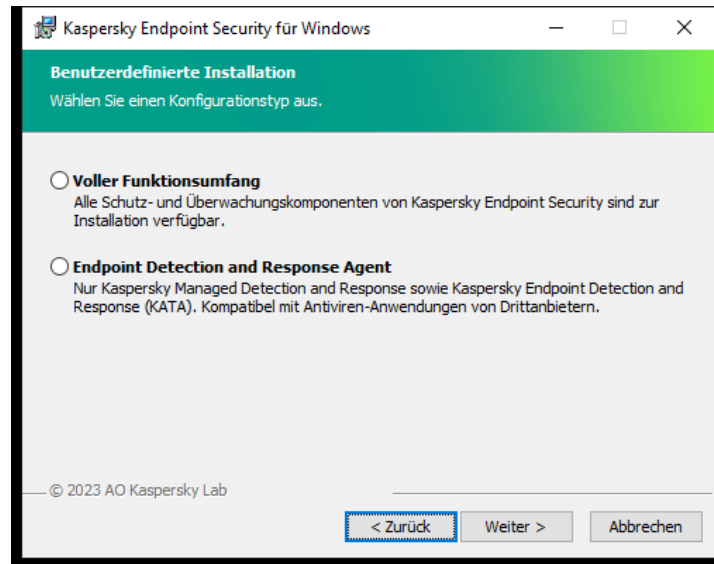 Kaspersky Endpoint Security für Windows
Benutzerdefinierte Installation
Wählen Sie einen Konfigurationstyp aus.
Voller Funktionsumfang
Alle Schutz- und Überwachungskomponenten von Kaspersky Endpoint Security sind zur
Installation verfügbar.
Endpoint Detection and Response Agent
Nur Kaspersky Managed Detection and Response sowie Kaspersky Endpoint Detection and
Response (KATA). Kompatibel mit Antiviren-Anwendungen von Drittanbietern.
© 2023 AO Kaspersky Lab
< Zurück Weiter > Abbrechen